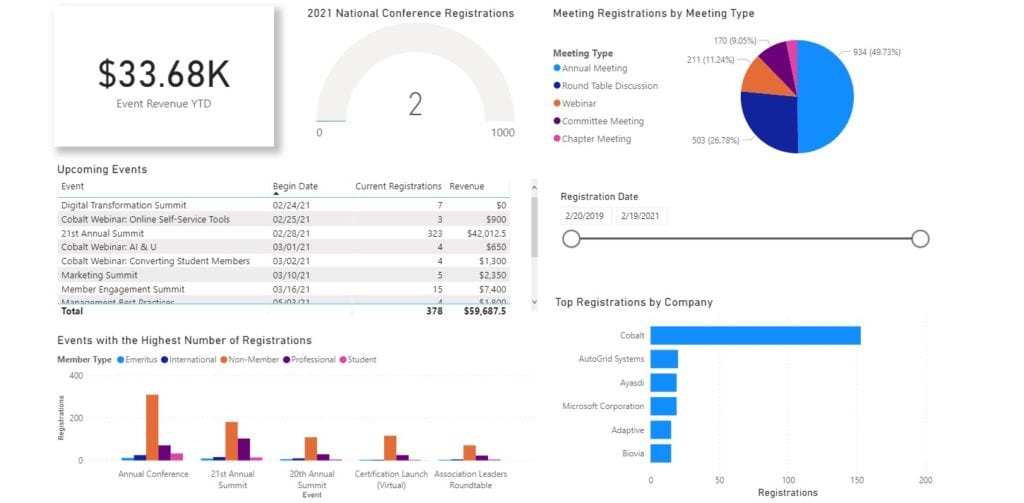 $33.68K
Event Revenue YTD
2021 National Conference Registrations
2
0 1000
Meeting Registrations by Meeting Type
Meeting Type
Annual Meeting
Round Table Discussion
Webinar
Committee Meeting
Chapter Meeting
170 (9.05%)
211 (11.24%)
934 (49.73%)
503 (26.78%)
Upcoming Events
Event Begin Date Current Registrations Revenue
Digital Transformation Summit 02/24/21 7 $0
Cobalt Webinar: Online Self-Service Tools 02/25/21 3 $900
21st Annual Summit 02/28/21 323 $42,012.5
Cobalt Webinar: AI & U 03/01/21 4 $650
Cobalt Webinar: Converting Student Members 03/02/21 4 $1,300
Marketing Summit 03/10/21 5 $2,350
Member Engagement Summit 03/16/21 15 $7,400
Management Best Practices 05/03/21 4 $1,800
Total 378 $59,687.5
Registration Date
2/20/2019 2/19/2021
Events with the Highest Number of Registrations
Member Type Emeritus International Non-Member Professional Student
Registrations
400
200
0
Annual Conference
21st Annual
Summit
20th Annual
Summit
Certification Launch
(Virtual)
Association Leaders
Roundtable
Event
Top Registrations by Company
Cobalt
AutoGrid Systems
Ayasdi
Microsoft Corporation
Adaptive
Biovia
0 50 100 150 200
Registrations